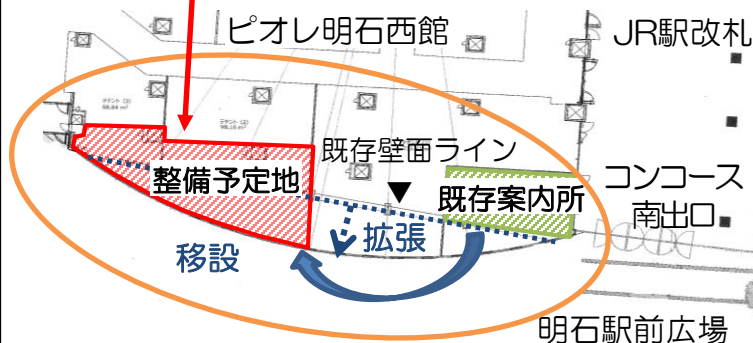 ピオレ明石西館
JR駅改札
既存壁面ライン
整備予定地
既存案内所
コンコース
南出口
拡張
移設
明石駅前広場